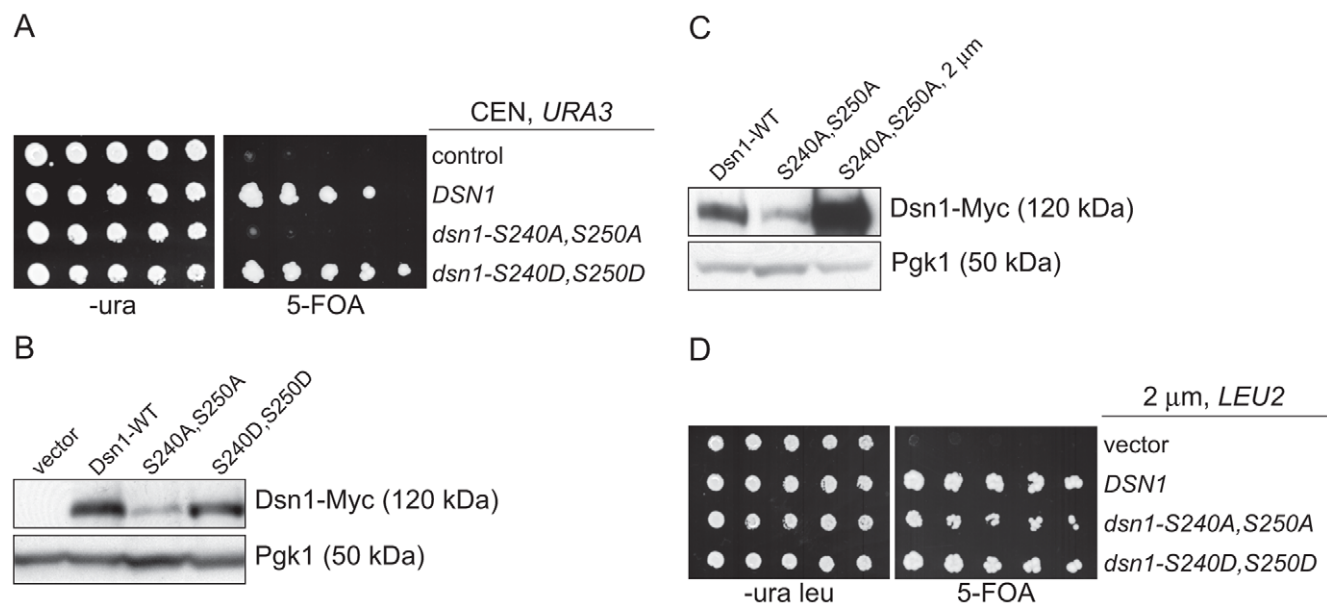 A
CEN, URA3
control
DSN1
dsn1-S240A,S250A
dsn1-S240D,S250D
-ura
5-FOA
B
vector
Dsn1-WT
S240A,S250A
S240D,S250D
Dsn1-Myc (120 kDa)
Pgk1 (50 kDa)
C
Dsn1-WT
S240A,S250A
S240A,S250A, 2 μm
Dsn1-Myc (120 kDa)
Pgk1 (50 kDa)
D
2 μm, LEU2
vector
DSN1
dsn1-S240A,S250A
dsn1-S240D,S250D
-ura leu
5-FOA